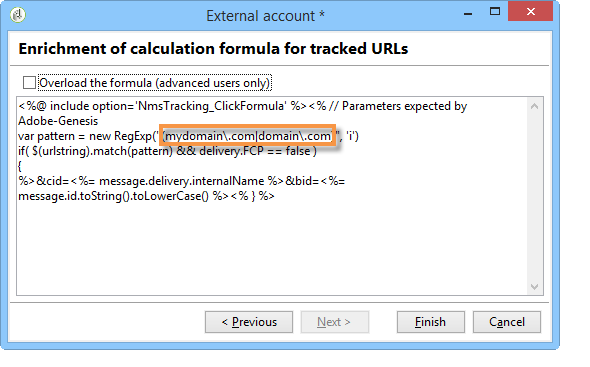 External account *
Enrichment of calculation formula for tracked URLs
Overload the formula (advanced users only)
<%@ include option='NmsTracking_ClickFormula' %><% // Parameters expected by
Adobe-Genesis
var pattern = new RegExp("(mydomain\.com|domain\.com)", 'i')
if( $(urlstring).match(pattern) && delivery.FCP == false )
{
%>&cid=<%= message.delivery.internalName %>&bid=<%=
message.id.toString().toLowerCase() %><% } %>
< Previous Next > Finish Cancel